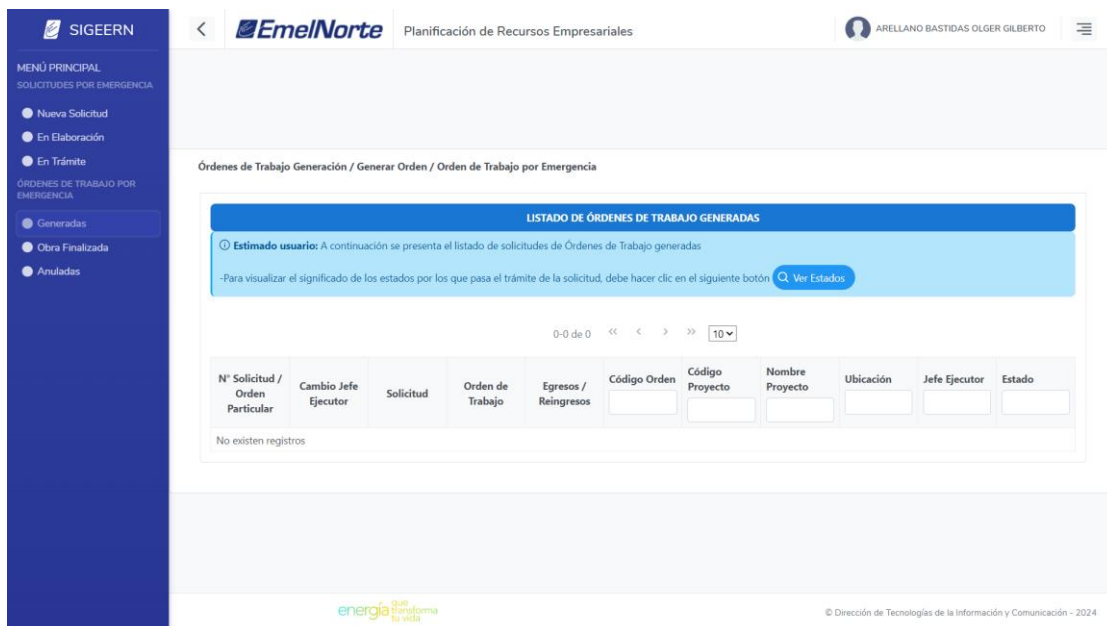 SIGEERN
EmelNorte
Planificación de Recursos Empresariales
ARELLANO BASTIDAS OLGER GILBERTO
MENÚ PRINCIPAL
SOLICITUDES POR EMERGENCIA
Nueva Solicitud
En Elaboración
En Trámite
ÓRDENES DE TRABAJO POR
EMERGENCIA
Generadas
Obra Finalizada
Anuladas
Órdenes de Trabajo Generación / Generar Orden / Orden de Trabajo por Emergencia
LISTADO DE ÓRDENES DE TRABAJO GENERADAS
Estimado usuario: A continuación se presenta el listado de solicitudes de Órdenes de Trabajo generadas
-Para visualizar el significado de los estados por los que pasa el trámite de la solicitud, debe hacer clic en el siguiente botón Ver Estados
0-0 de 0 << < > >> 10
N° Solicitud /
Orden
Particular
Cambio Jefe
Ejecutor
Solicitud
Orden de
Trabajo
Egresos /
Reingresos
Código Orden
Código
Proyecto
Nombre
Proyecto
Ubicación
Jefe Ejecutor
Estado
No existen registros
energía que
transforma
tu vida
© Dirección de Tecnologías de la Información y Comunicación - 2024